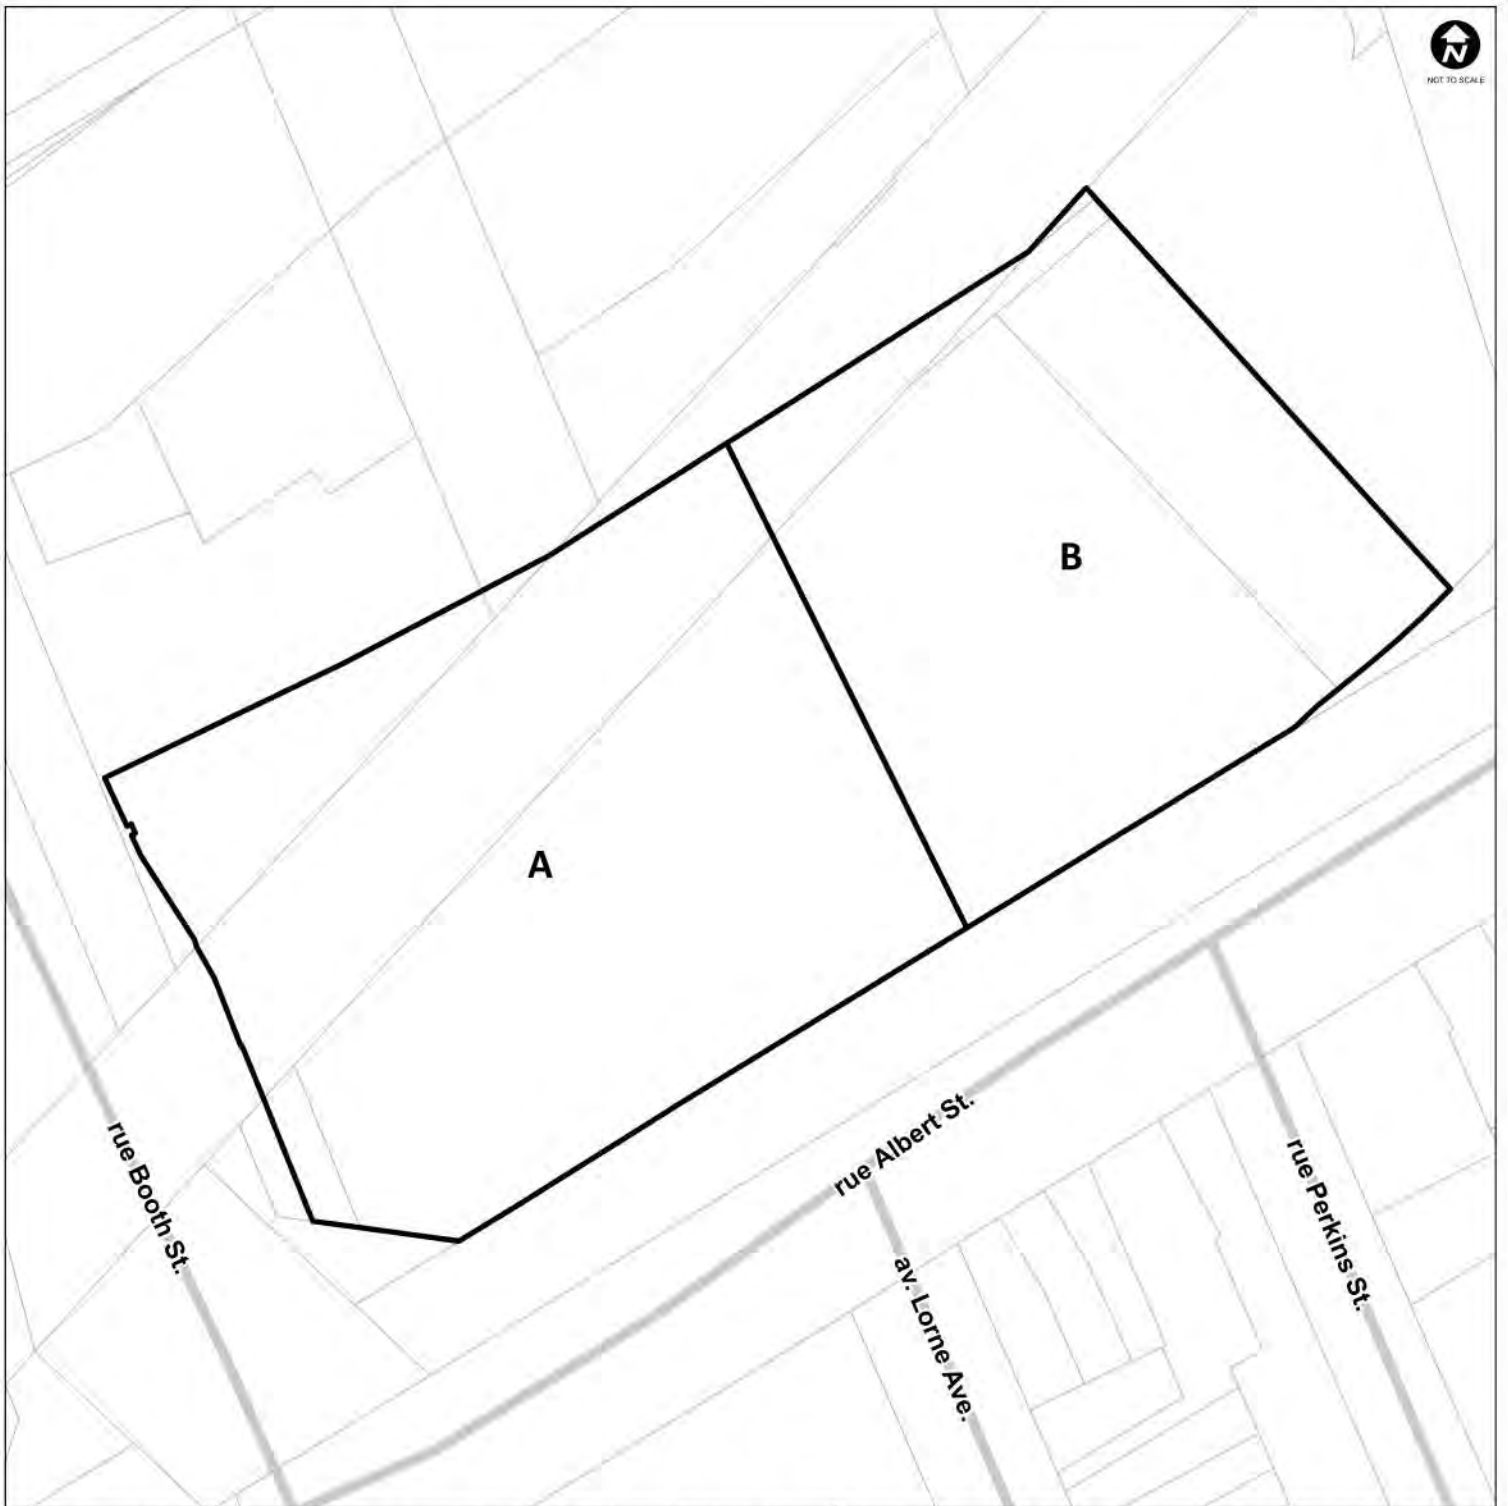 N
NOT TO SCALE
B
A
rue Albert St.
rue Booth St.
rue Perkins St.
av. Lorne Ave.